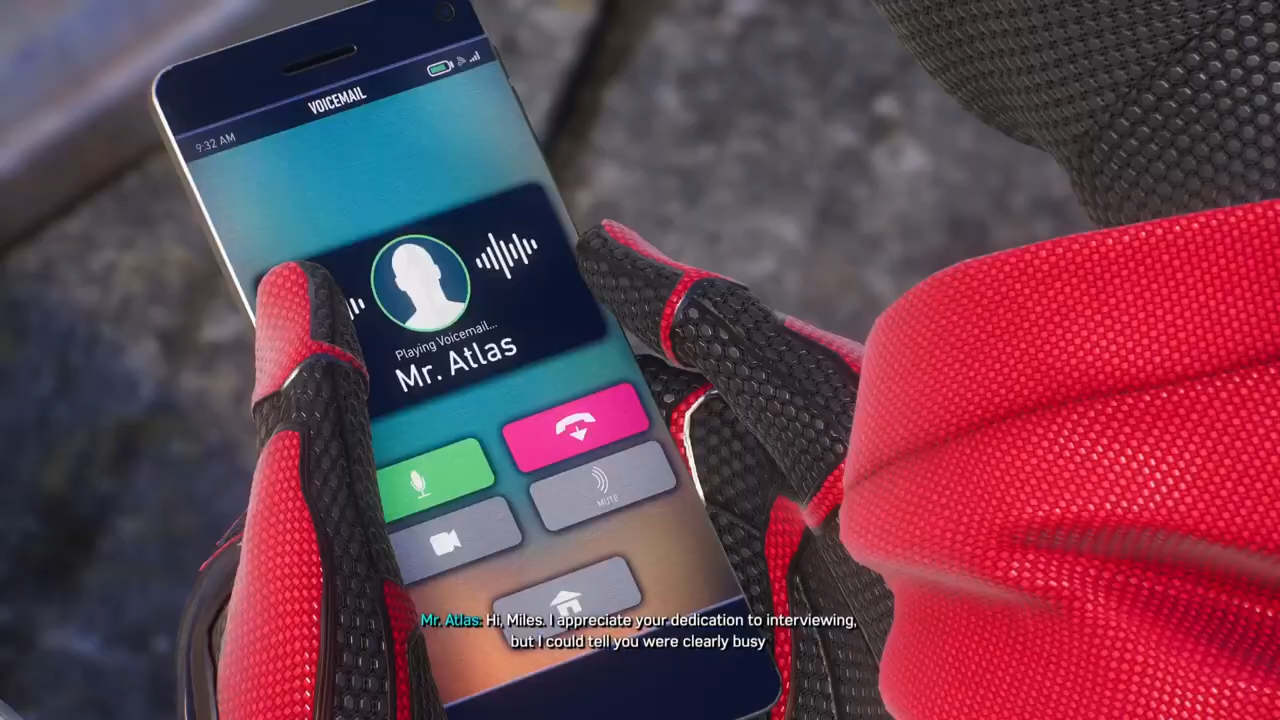 VOICEMAIL
9:32 AM
Playing Voicemail...
Mr. Atlas
MUTE
Mr. Atlas: Hi, Miles. I appreciate your dedication to interviewing,
but I could tell you were clearly busy